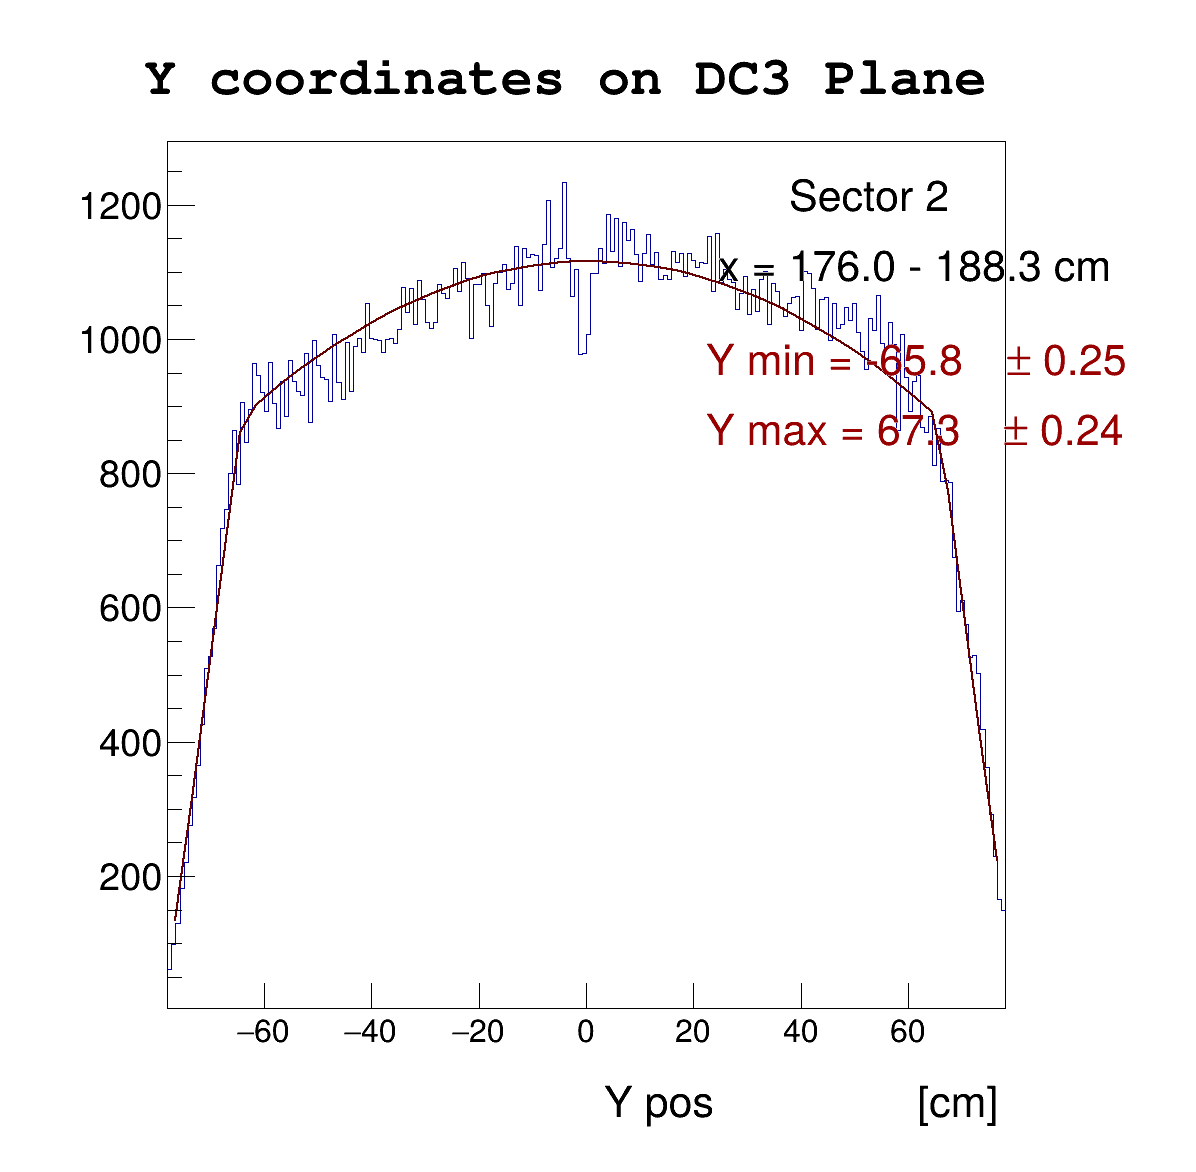 Y coordinates on DC3 Plane
Sector 2
x = 176.0 - 188.3 cm
Y min = -65.8 ± 0.25
Y max = 67.3 ± 0.24
1200
1000
800
600
400
200
−60 −40 −20 0 20 40 60
Y pos [cm]